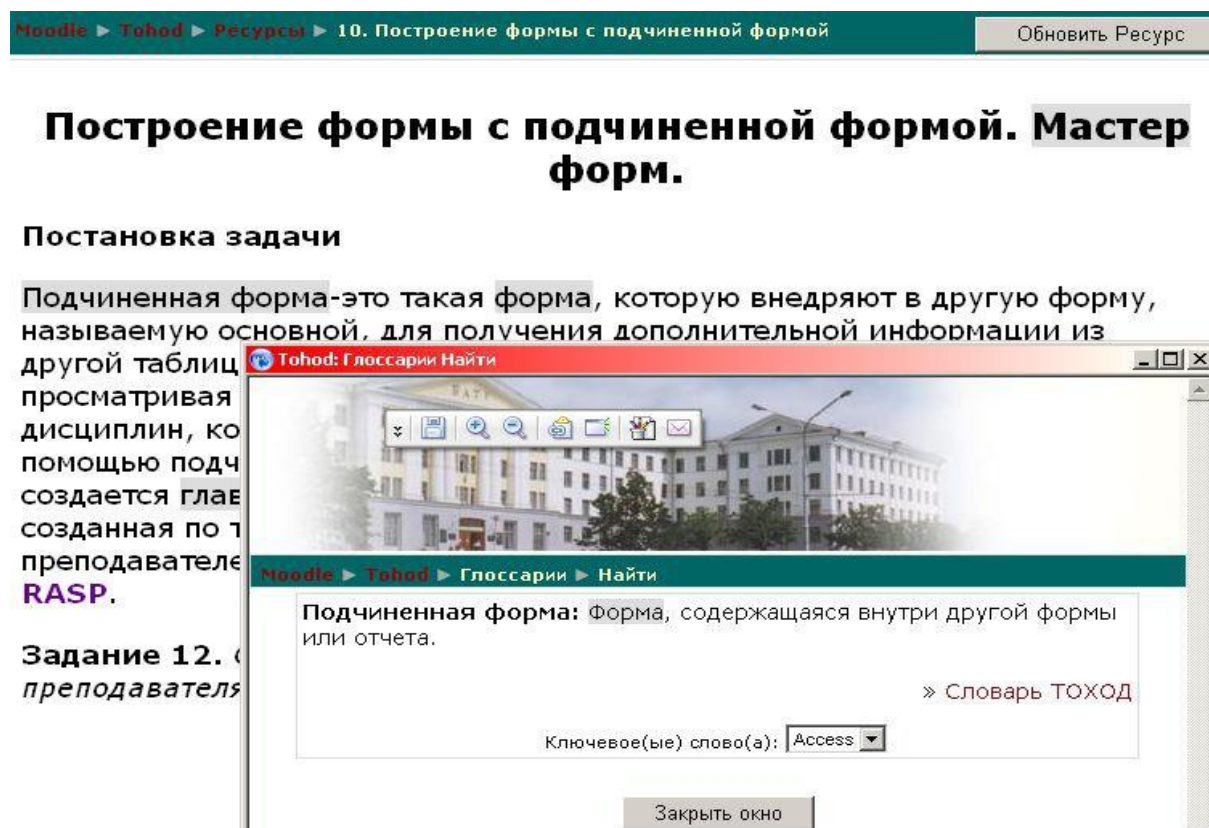 Moodle ► Tohod ► Ресурсы ► 10. Построение формы с подчиненной формой
Обновить Ресурс
Построение формы с подчиненной формой. Мастер
форм.
Постановка задачи
Подчиненная форма-это такая форма, которую внедряют в другую форму,
называемую основной, для получения дополнительной информации из
другой таблиц
просматривая
дисциплин, ко
помощью подч
создается глав
созданная по т
преподавателе
RASP.
Задание 12.
преподавателя
Tohod: Глоссарии Найти
Moodle ► Tohod ► Глоссарии ► Найти
Подчиненная форма: Форма, содержащаяся внутри другой формы
или отчета.
» Словарь ТОХОД
Ключевое(ые) слово(а): Access
Закрыть окно